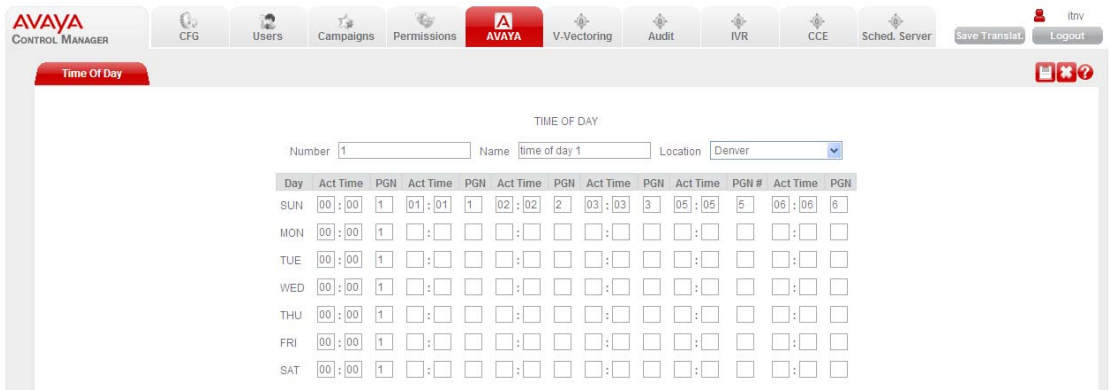 AVAYA
CONTROL MANAGER
CFG Users Campaigns Permissions AVAYA V-Vectoring Audit IVR CCE Sched. Server
itnv
Save Translat. Logout
Time Of Day
TIME OF DAY
Number 1 Name time of day 1 Location Denver
Day Act Time PGN Act Time PGN Act Time PGN Act Time PGN Act Time PGN # Act Time PGN
SUN 00 : 00 1 01 : 01 1 02 : 02 2 03 : 03 3 05 : 05 5 06 : 06 6
MON 00 : 00 1 : : : : :
TUE 00 : 00 1 : : : : :
WED 00 : 00 1 : : : : :
THU 00 : 00 1 : : : : :
FRI 00 : 00 1 : : : : :
SAT 00 : 00 1 : : : : :